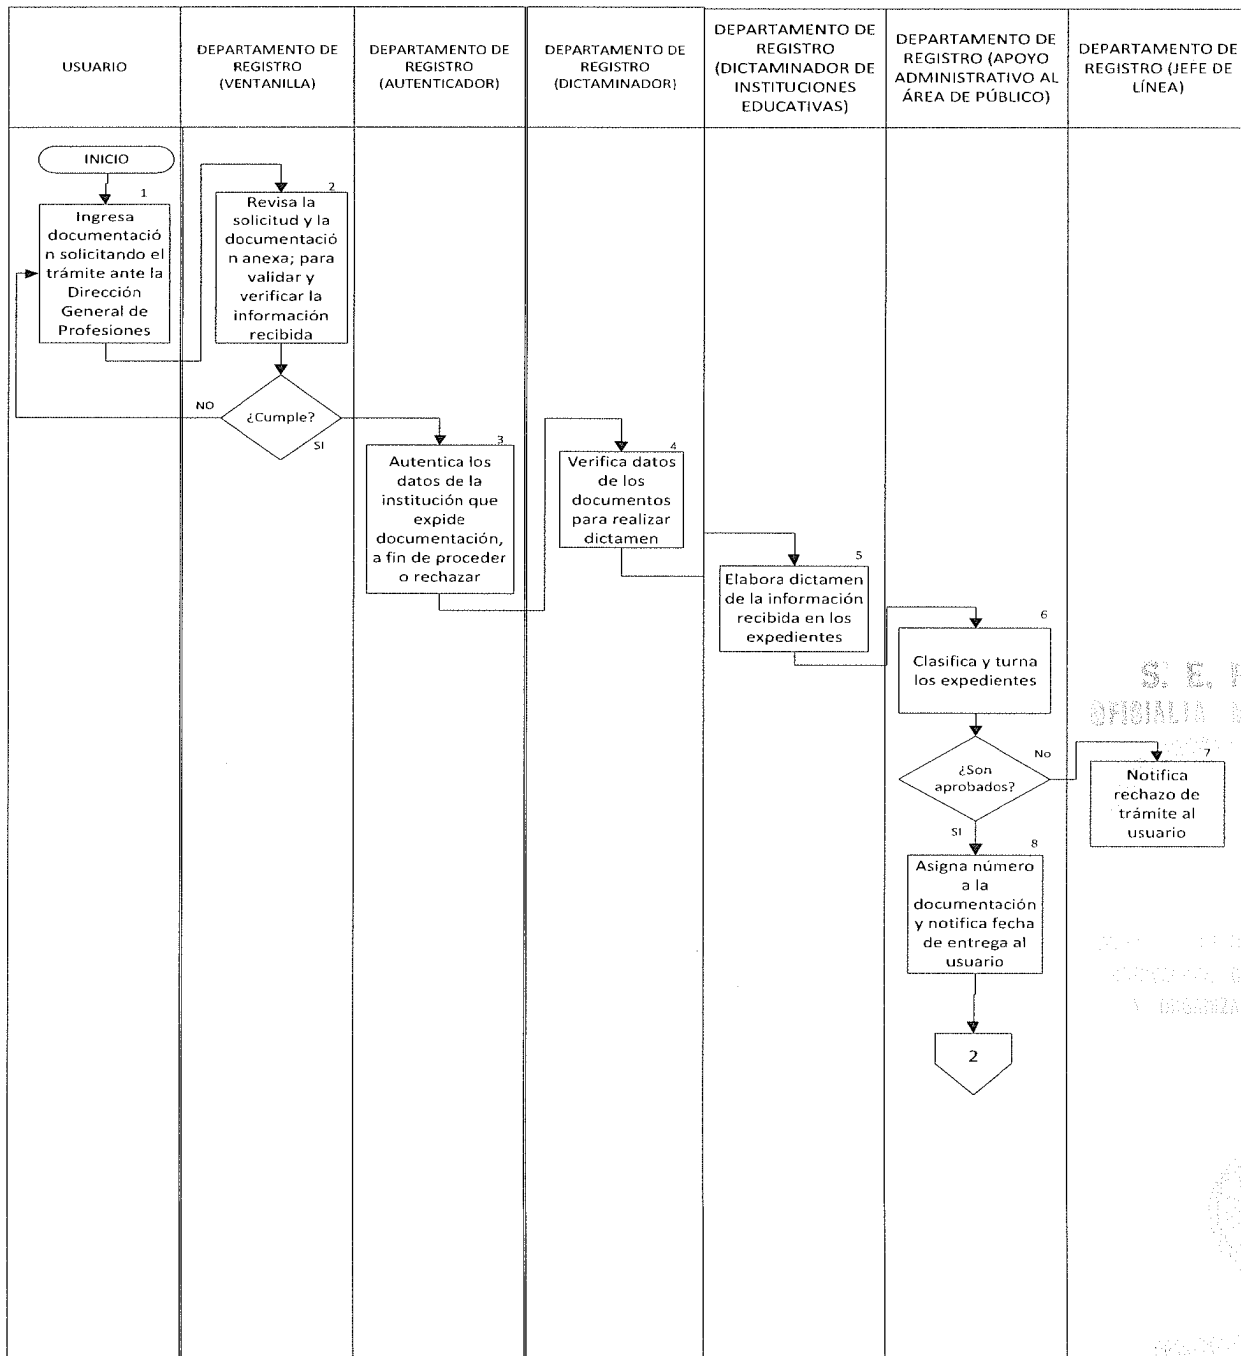 USUARIO
DEPARTAMENTO DE
REGISTRO
(VENTANILLA)
DEPARTAMENTO DE
REGISTRO
(AUTENTICADOR)
DEPARTAMENTO DE
REGISTRO
(DICTAMINADOR)
DEPARTAMENTO DE
REGISTRO
(DICTAMINADOR DE
INSTITUCIONES
EDUCATIVAS)
DEPARTAMENTO DE
REGISTRO (APOYO
ADMINISTRATIVO AL
ÁREA DE PÚBLICO)
DEPARTAMENTO DE
REGISTRO (JEFE DE
LÍNEA)
INICIO
1
Ingresa
documentació
n solicitando el
trámite ante la
Dirección
General de
Profesiones
2
Revisa la
solicitud y la
documentació
n anexa; para
validar y
verificar la
información
recibida
NO
¿Cumple?
SI
3
Autentica los
datos de la
institución que
expide
documentación,
a fin de proceder
o rechazar
4
Verifica datos
de los
documentos
para realizar
dictamen
5
Elabora dictamen
de la información
recibida en los
expedientes
6
Clasifica y turna
los expedientes
¿Son
aprobados?
No
7
Notifica
rechazo de
trámite al
usuario
SI
8
Asigna número
a la
documentación
y notifica fecha
de entrega al
usuario
2
S. E.
OFICIALIA